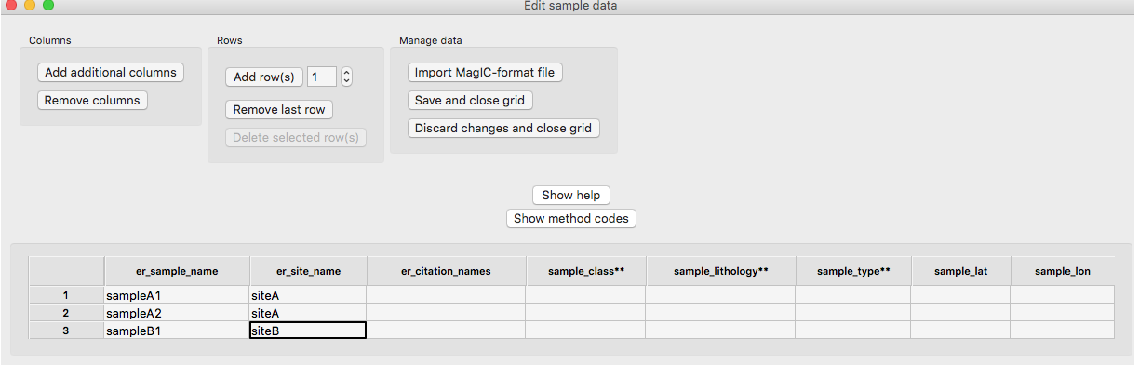 Edit sample data
Columns
Rows
Manage data
Add additional columns
Remove columns
Add row(s) 1
Remove last row
Delete selected row(s)
Import MagIC-format file
Save and close grid
Discard changes and close grid
Show help
Show method codes
er_sample_name er_site_name er_citation_names sample_class** sample_lithology** sample_type** sample_lat sample_lon
1 sampleA1 siteA
2 sampleA2 siteA
3 sampleB1 siteB